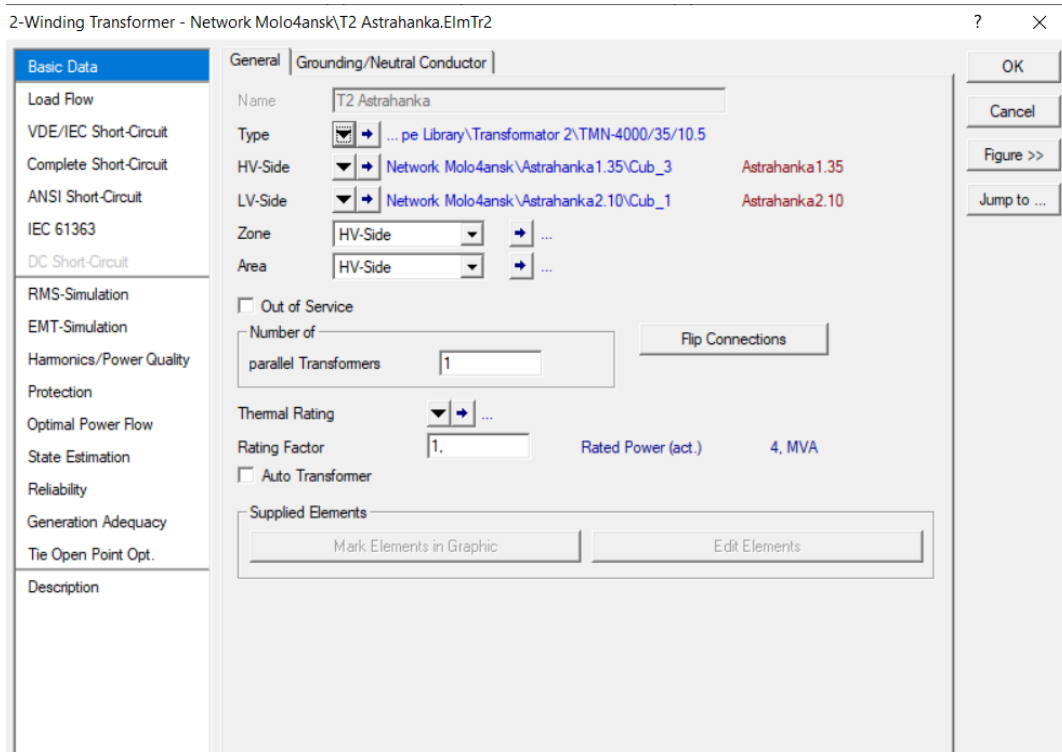 2-Winding Transformer - Network Molo4ansk\T2 Astrahanka.ElmTr2 ?
Basic Data
Load Flow
VDE/IEC Short-Circuit
Complete Short-Circuit
ANSI Short-Circuit
IEC 61363
DC Short-Circuit
RMS-Simulation
EMT-Simulation
Harmonics/Power Quality
Protection
Optimal Power Flow
State Estimation
Reliability
Generation Adequacy
Tie Open Point Opt.
Description
General Grounding/Neutral Conductor
Name T2 Astrahanka
Type ... pe Library\Transformator 2\TMN-4000/35/10.5
HV-Side Network Molo4ansk\Astrahanka1.35\Cub_3 Astrahanka1.35
LV-Side Network Molo4ansk\Astrahanka2.10\Cub_1 Astrahanka2.10
Zone HV-Side ...
Area HV-Side ...
Out of Service
Number of
parallel Transformers 1
Flip Connections
Thermal Rating ...
Rating Factor 1. Rated Power (act.) 4, MVA
Auto Transformer
Supplied Elements
Mark Elements in Graphic Edit Elements
OK
Cancel
Figure >>
Jump to ...